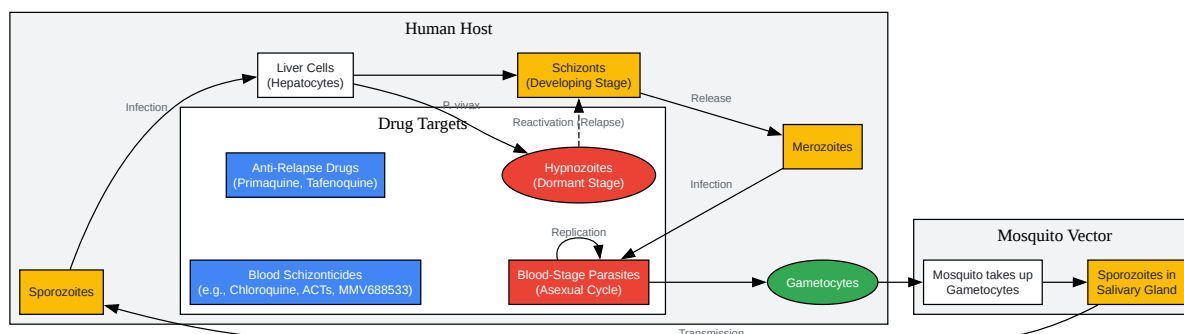 Human Host
Liver Cells
(Hepatocytes)
Schizonts
(Developing Stage)
Infection
P. vivax
Release
Drug Targets
Reactivation (Relapse)
Merozoites
Anti-Relapse Drugs
(Primaquine, Tafenoquine)
Hypnozoites
(Dormant Stage)
Infection
Replication
Mosquito Vector
Sporozoites
Blood Schizonticides
(e.g., Chloroquine, ACTs, MMV688533)
Blood-Stage Parasites
(Asexual Cycle)
Gametocytes
Mosquito takes up
Gametocytes
Sporozoites in
Salivary Gland
Transmission